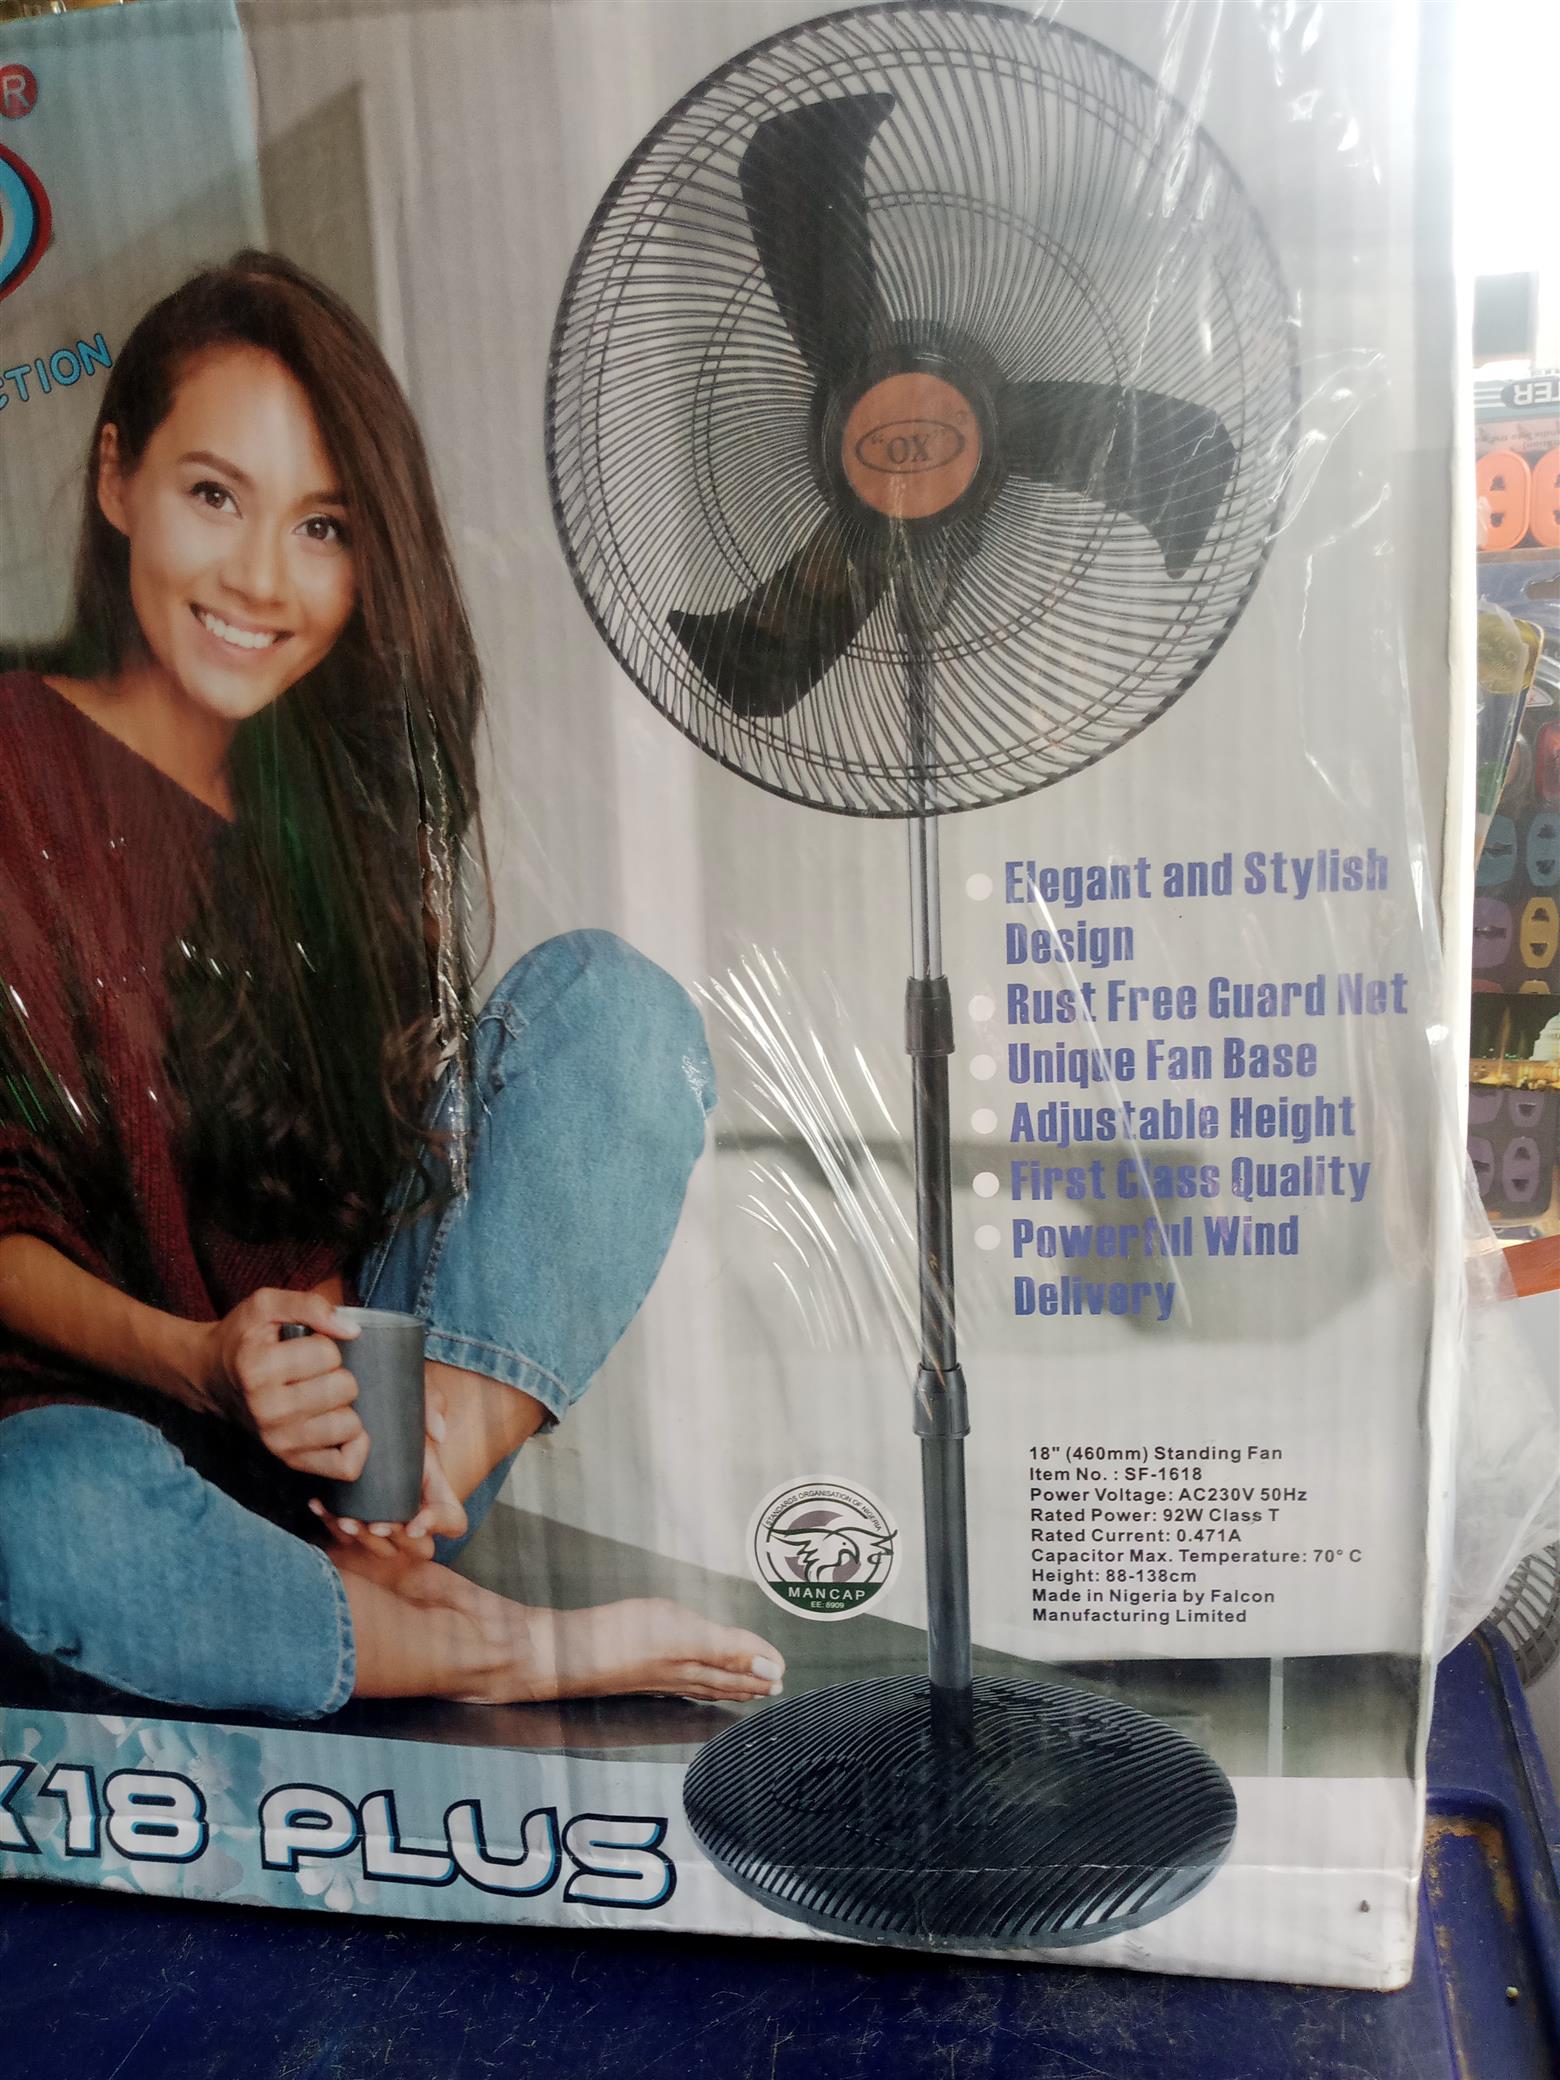 R
CTION
"OX"
Elegant and Stylish
Design
Rust Free Guard Net
Unique Fan Base
Adjustable Height
First Class Quality
Powerful Wind
Delivery
18" (460mm) Standing Fan
Item No. : SF-1618
Power Voltage: AC230V 50Hz
Rated Power: 92W Class T
Rated Current: 0.471A
Capacitor Max. Temperature: 70° C
Height: 88-138cm
Made in Nigeria by Falcon
Manufacturing Limited
STANDARDS ORGANISATION OF NIGERIA
MANCAP
EE: 8909
X18 PLUS
TER